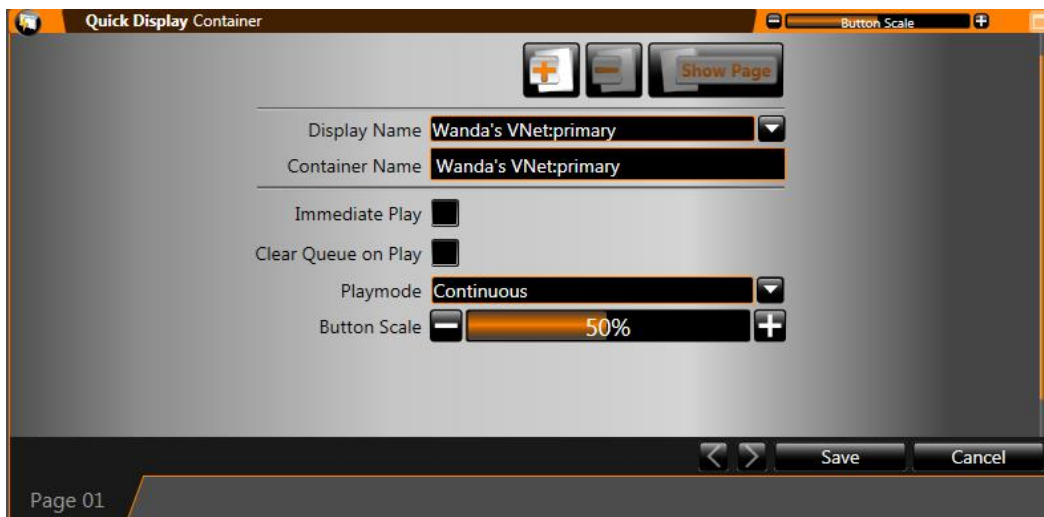 Quick Display Container
Button Scale
Show Page
Display Name Wanda's VNet:primary
Container Name Wanda's VNet:primary
Immediate Play
Clear Queue on Play
Playmode Continuous
Button Scale 50%
Save Cancel
Page 01